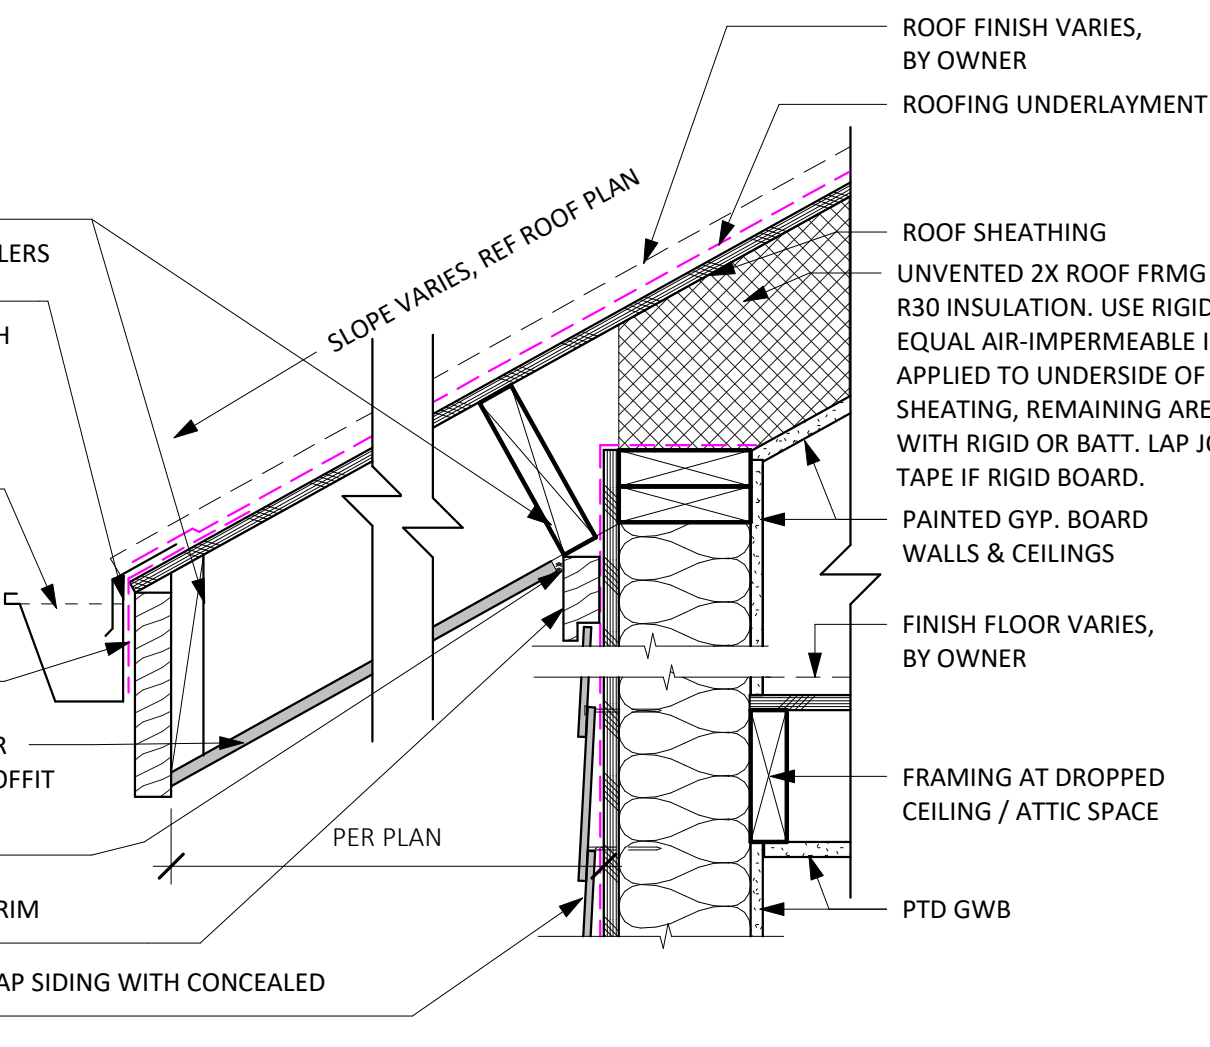 ROOF FINISH VARIES,
BY OWNER
ROOFING UNDERLAYMENT
SLOPE VARIES, REF ROOF PLAN
LERS
H
ROOF SHEATHING
UNVENTED 2X ROOF FRMG
R30 INSULATION. USE RIGID
EQUAL AIR-IMPERMEABLE I
APPLIED TO UNDERSIDE OF
SHEATING, REMAINING ARE
WITH RIGID OR BATT. LAP JO
TAPE IF RIGID BOARD.
PAINTED GYP. BOARD
WALLS & CEILINGS
FINISH FLOOR VARIES,
BY OWNER
R
OFFIT
FRAMING AT DROPPED
CEILING / ATTIC SPACE
PER PLAN
RIM
PTD GWB
AP SIDING WITH CONCEALED